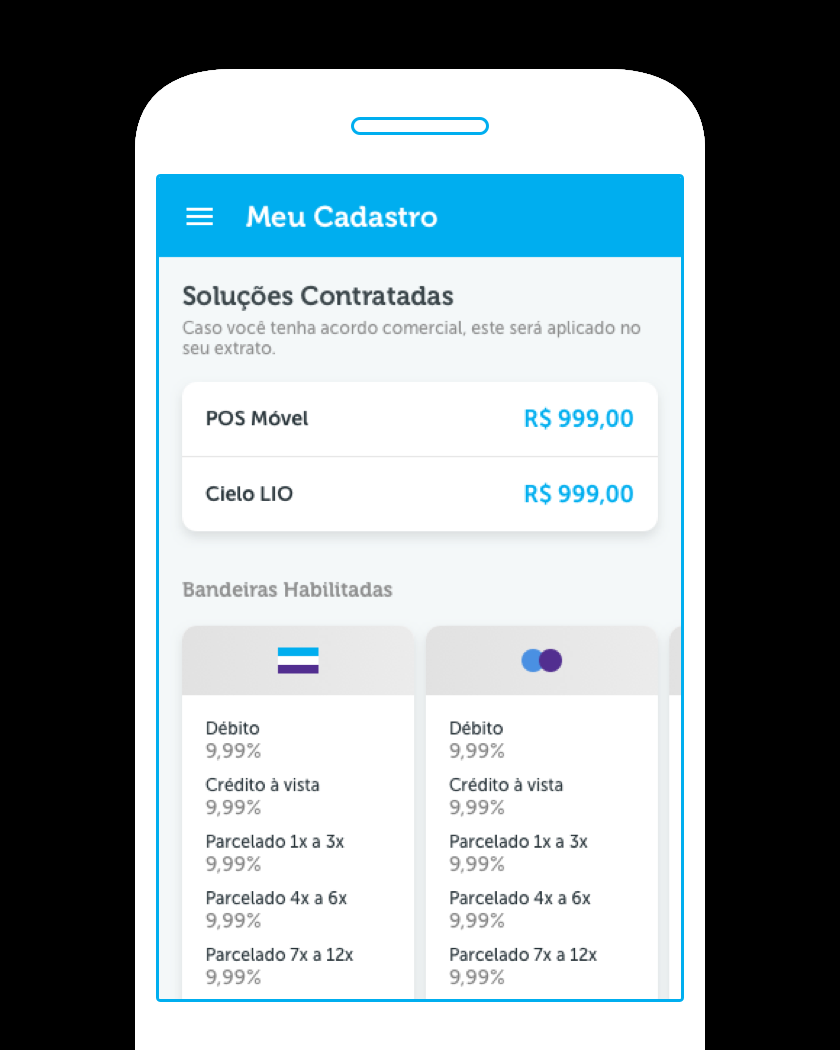 Meu Cadastro
Soluções Contratadas
Caso você tenha acordo comercial, este será aplicado no
seu extrato.
POS Móvel R$ 999,00
Cielo LIO R$ 999,00
Bandeiras Habilitadas
Débito
9,99%
Crédito à vista
9,99%
Parcelado 1x a 3x
9,99%
Parcelado 4x a 6x
9,99%
Parcelado 7x a 12x
9,99%
Débito
9,99%
Crédito à vista
9,99%
Parcelado 1x a 3x
9,99%
Parcelado 4x a 6x
9,99%
Parcelado 7x a 12x
9,99%